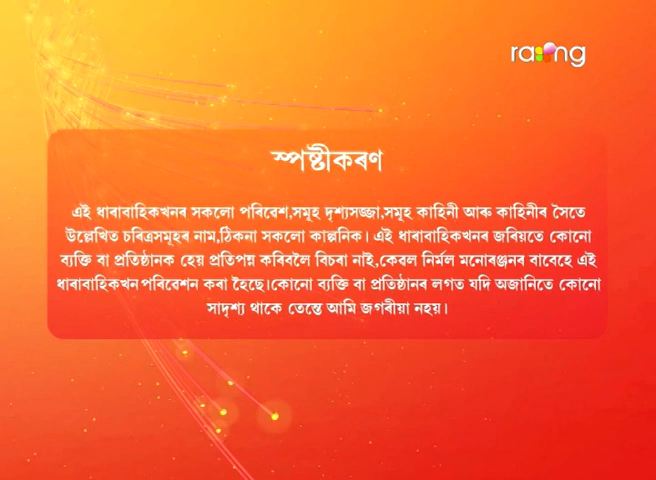 rang
স্পষ্টীকৰণ
এই ধাৰাবাহিকখনৰ সকলো পৰিৱেশ,সমূহ দৃশ্যসজ্জা,সমূহ কাহিনী আৰু কাহিনীৰ সৈতে
উল্লেখিত চৰিত্ৰসমূহৰ নাম,ঠিকনা সকলো কাল্পনিক। এই ধাৰাবাহিকখনৰ জৰিয়তে কোনো
ব্যক্তি বা প্ৰতিষ্ঠানক হেয় প্ৰতিপন্ন কৰিবলৈ বিচৰা নাই,কেৱল নিৰ্মল মনোৰঞ্জনৰ বাবেহে এই
ধাৰাবাহিকখন পৰিৱেশন কৰা হৈছে।কোনো ব্যক্তি বা প্ৰতিষ্ঠানৰ লগত যদি অজানিতে কোনো
সাদৃশ্য থাকে তেন্তে আমি জগৰীয়া নহয়।